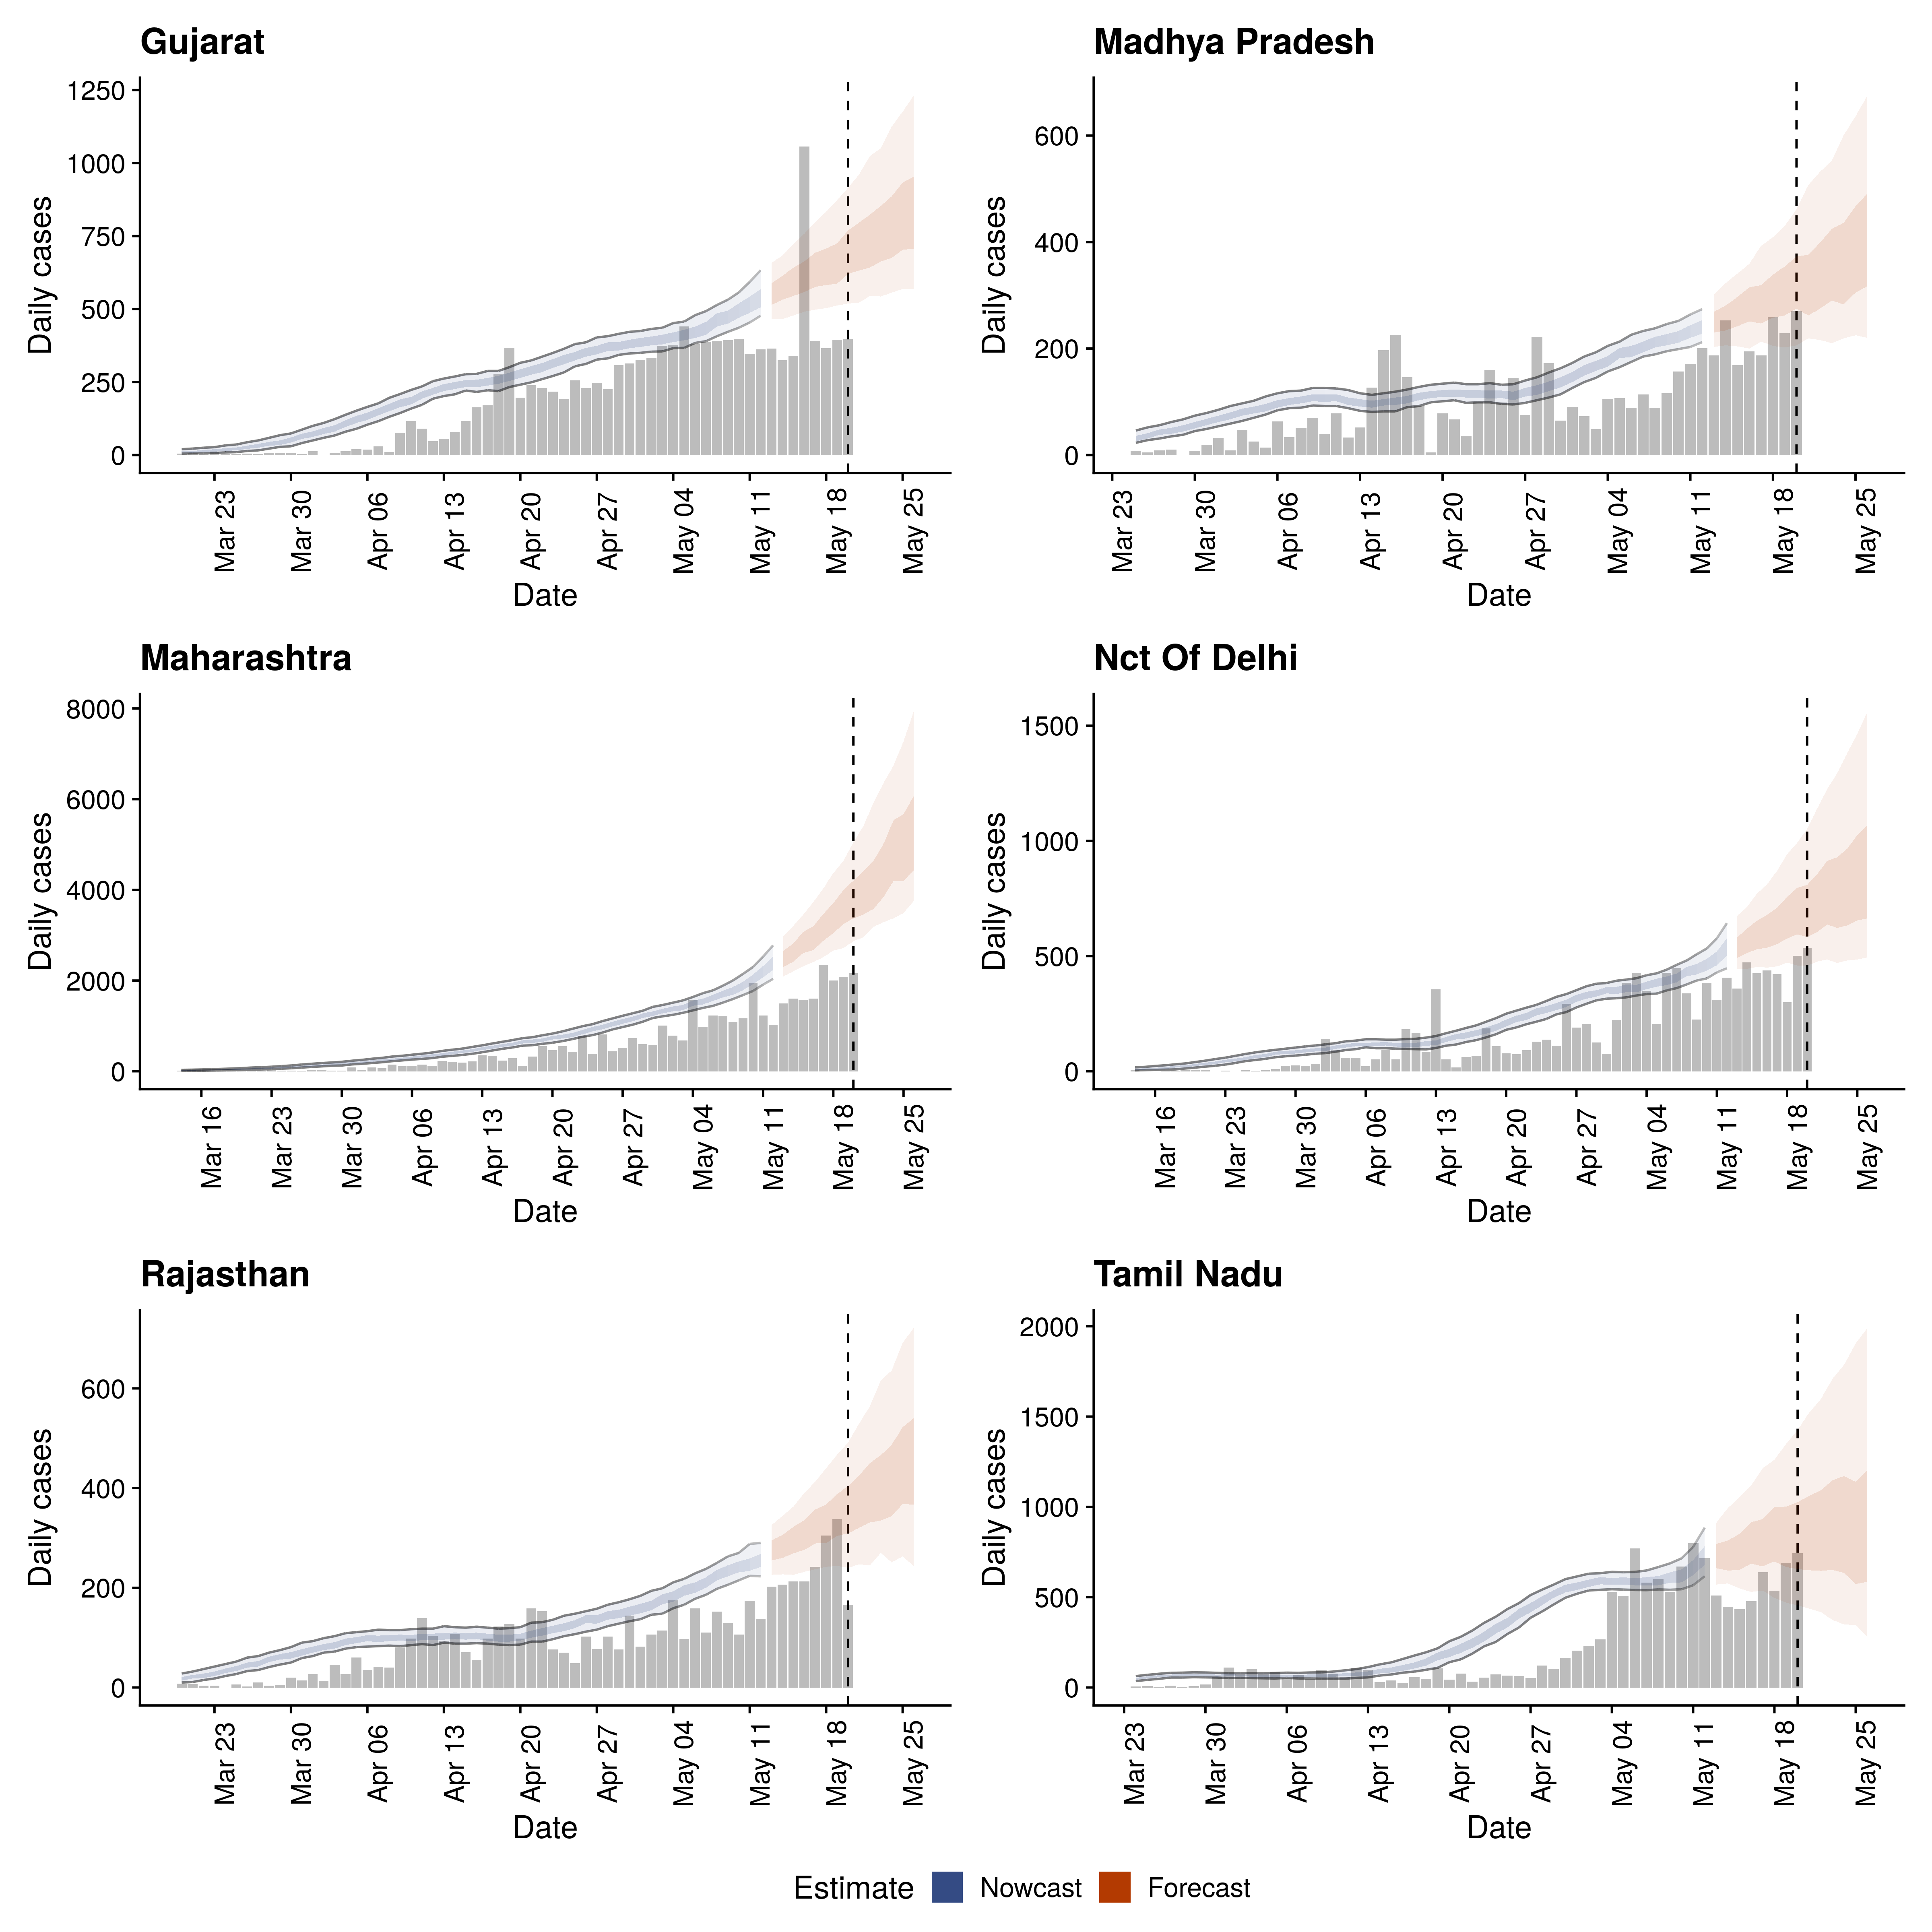 Gujarat
Daily cases
1250
1000
750
500
250
0
Mar 23
Mar 30
Apr 06
Apr 13
Apr 20
Apr 27
May 04
May 11
May 18
May 25
Date
Madhya Pradesh
Daily cases
600
400
200
0
Mar 23
Mar 30
Apr 06
Apr 13
Apr 20
Apr 27
May 04
May 11
May 18
May 25
Date
Maharashtra
Daily cases
8000
6000
4000
2000
0
Mar 16
Mar 23
Mar 30
Apr 06
Apr 13
Apr 20
Apr 27
May 04
May 11
May 18
May 25
Date
Nct Of Delhi
Daily cases
1500
1000
500
0
Mar 16
Mar 23
Mar 30
Apr 06
Apr 13
Apr 20
Apr 27
May 04
May 11
May 18
May 25
Date
Rajasthan
Daily cases
600
400
200
0
Mar 23
Mar 30
Apr 06
Apr 13
Apr 20
Apr 27
May 04
May 11
May 18
May 25
Date
Tamil Nadu
Daily cases
2000
1500
1000
500
0
Mar 23
Mar 30
Apr 06
Apr 13
Apr 20
Apr 27
May 04
May 11
May 18
May 25
Date
Estimate Nowcast Forecast